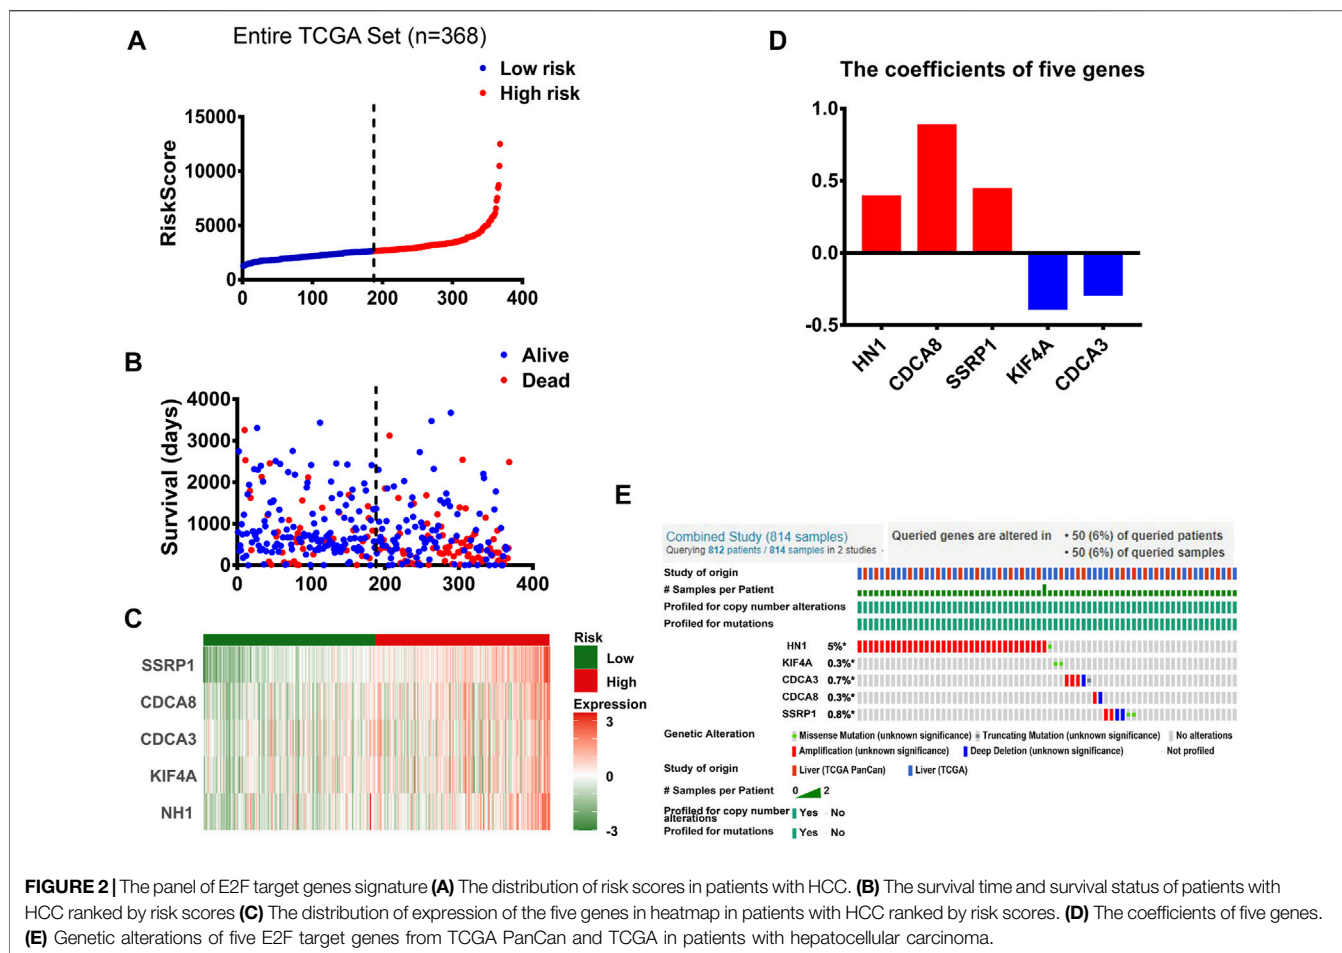 A
Entire TCGA Set (n=368)
Low risk
High risk
RiskScore
15000
10000
5000
0
0 100 200 300 400
B
Alive
Dead
Survival (days)
4000
3000
2000
1000
0
0 100 200 300 400
C
SSRP1
CDCA8
CDCA3
KIF4A
NH1
Risk
Low
High
Expression
3
0
-3
D
The coefficients of five genes
1.0
0.5
0.0
-0.5
HN1 CDCA8 SSRP1 KIF4A CDCA3
E
Combined Study (814 samples)
Querying 812 patients / 814 samples in 2 studies
Queried genes are altered in
• 50 (6%) of queried patients
• 50 (6%) of queried samples
Study of origin
# Samples per Patient
Profiled for copy number alterations
Profiled for mutations
HN1 5%*
KIF4A 0.3%*
CDCA3 0.7%*
CDCA8 0.3%*
SSRP1 0.8%*
Genetic Alteration Missense Mutation (unknown significance) Truncating Mutation (unknown significance) No alterations
Amplification (unknown significance) Deep Deletion (unknown significance) Not profiled
Study of origin Liver (TCGA PanCan) Liver (TCGA)
# Samples per Patient 0 2
Profiled for copy number alterations Yes No
Profiled for mutations Yes No
FIGURE 2 | The panel of E2F target genes signature (A) The distribution of risk scores in patients with HCC. (B) The survival time and survival status of patients with
HCC ranked by risk scores (C) The distribution of expression of the five genes in heatmap in patients with HCC ranked by risk scores. (D) The coefficients of five genes.
(E) Genetic alterations of five E2F target genes from TCGA PanCan and TCGA in patients with hepatocellular carcinoma.